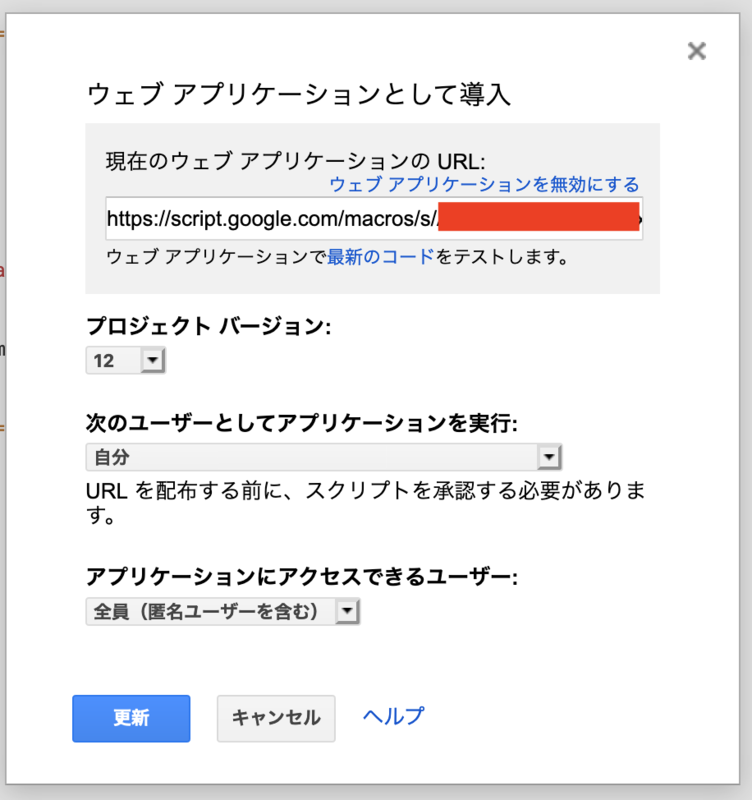 ウェブ アプリケーションとして導入
現在のウェブ アプリケーションの URL:
ウェブ アプリケーションを無効にする
https://script.google.com/macros/s/
ウェブ アプリケーションで最新のコードをテストします。
プロジェクト バージョン:
12
次のユーザーとしてアプリケーションを実行:
自分
URL を配布する前に、スクリプトを承認する必要がありま
す。
アプリケーションにアクセスできるユーザー:
全員（匿名ユーザーを含む）
更新
キャンセル
ヘルプ